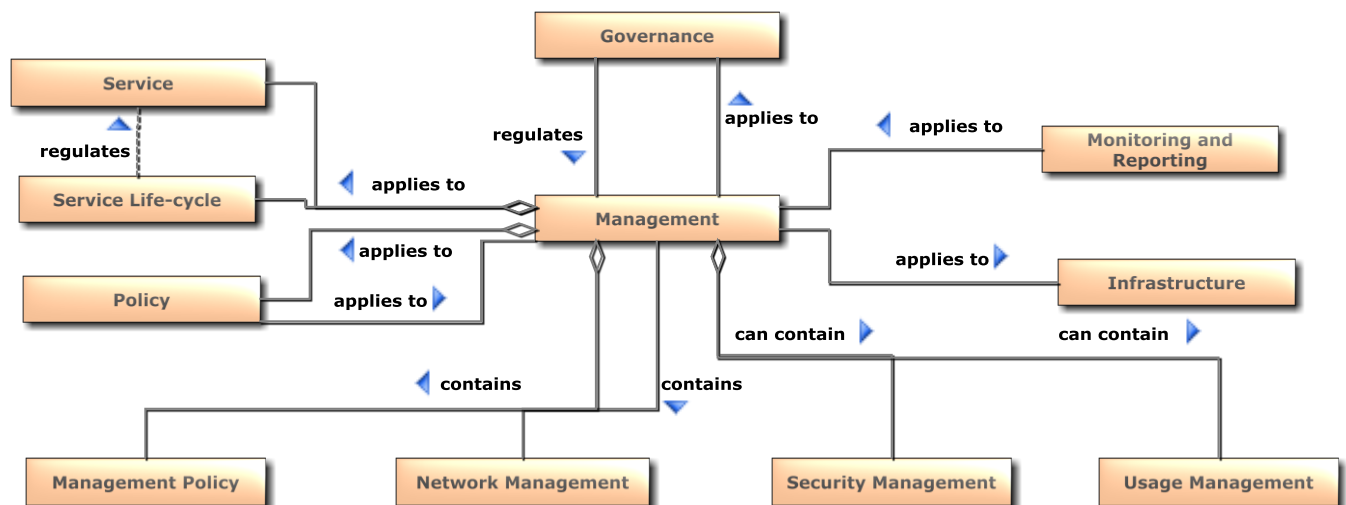 Governance
Service
regulates
applies to
applies to
Monitoring and
Reporting
regulates
applies to
Service Life-cycle
Management
applies to
applies to
Infrastructure
Policy
applies to
can contain
can contain
contains
contains
Management Policy
Network Management
Security Management
Usage Management